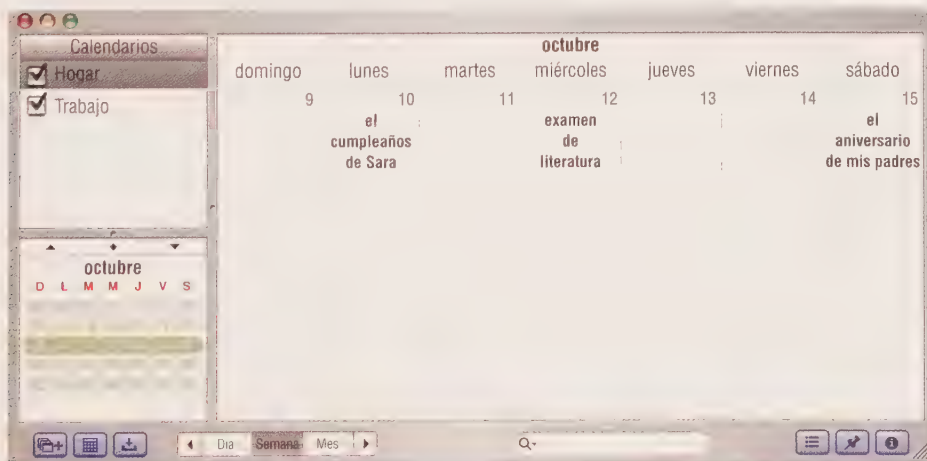 Calendarios
Hogar
Trabajo
octubre
domingo lunes martes miércoles jueves viernes sábado
9 10 11 12 13 14 15
el
cumpleaños
de Sara
examen
de
literatura
el
aniversario
de mis padres
octubre
D L M M J V S
Dia Semana Mes